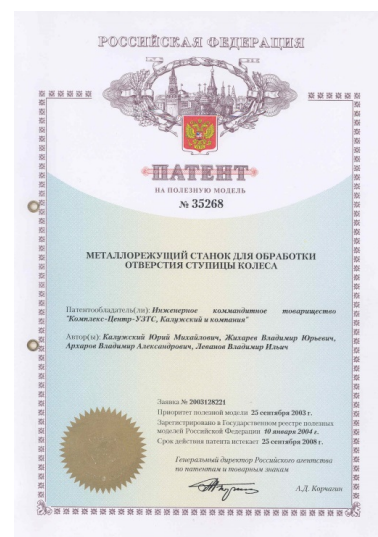 РОССИЙСКАЯ ФЕДЕРАЦИЯ
ПАТЕНТ
НА ПОЛЕЗНУЮ МОДЕЛЬ
№ 35268
МЕТАЛЛОРЕЖУЩИЙ СТАНОК ДЛЯ ОБРАБОТКИ
ОТВЕРСТИЯ СТУПИЦЫ КОЛЕСА
Патентообладатель(ли): Инженерное коммандитное товарищество
"Комплекс-Центр-УЗТС, Калужский и компания"
Автор(ы): Калужский Юрий Михайлович, Жихарев Владимир Юрьевич,
Архаров Владимир Александрович, Леванов Владимир Ильич
Заявка № 2003128221
Приоритет полезной модели 25 сентября 2003 г.
Зарегистрировано в Государственном реестре полезных
моделей Российской Федерации 10 января 2004 г.
Срок действия патента истекает 25 сентября 2008 г.
Генеральный директор Российского агентства
по патентам и товарным знакам
А.Д. Корчагин